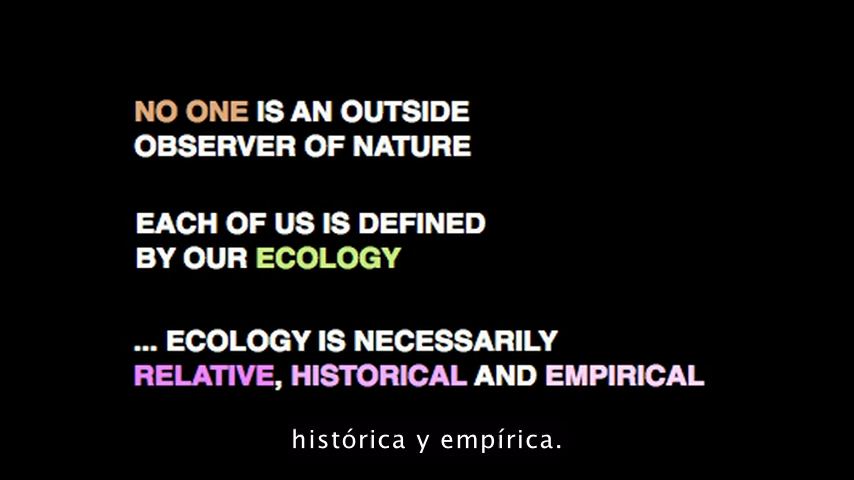 NO ONE IS AN OUTSIDE
OBSERVER OF NATURE
EACH OF US IS DEFINED
BY OUR ECOLOGY
... ECOLOGY IS NECESSARILY
RELATIVE, HISTORICAL AND EMPIRICAL
histórica y empírica.